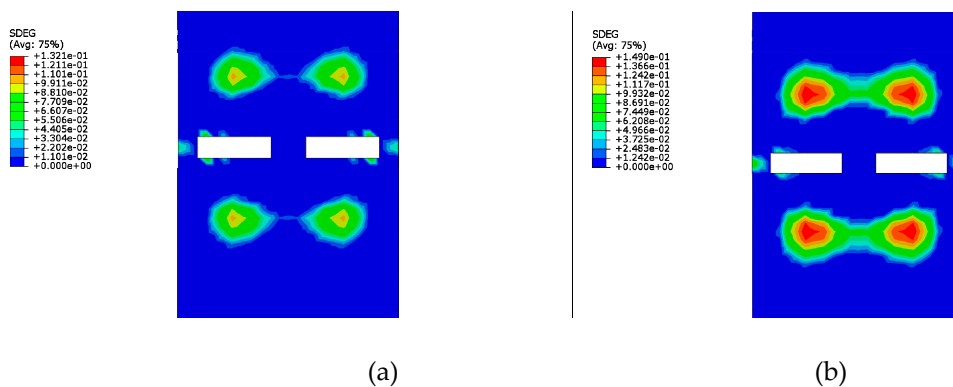 SDEG
(Avg: 75%)
+1.321e-01
+1.211e-01
+1.101e-01
+9.911e-02
+8.810e-02
+7.709e-02
+6.607e-02
+5.506e-02
+4.405e-02
+3.304e-02
+2.202e-02
+1.101e-02
+0.000e+00
SDEG
(Avg: 75%)
+1.490e-01
+1.366e-01
+1.242e-01
+1.117e-01
+9.932e-02
+8.691e-02
+7.449e-02
+6.208e-02
+4.966e-02
+3.725e-02
+2.483e-02
+1.242e-02
+0.000e+00
(a)
(b)